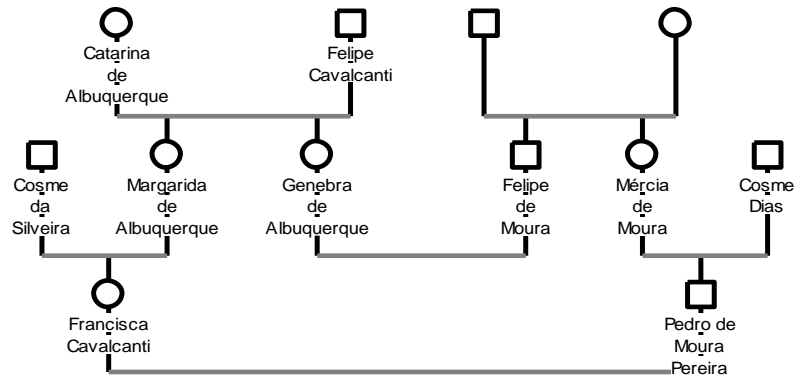 Catarina
de
Albuquerque
Felipe
Cavalcanti
Cosme
da
Silveira
Margarida
de
Albuquerque
Genebra
de
Albuquerque
Felipe
de
Moura
Mércia
de
Moura
Cosme
Dias
Francisca
Cavalcanti
Pedro de
Moura
Pereira